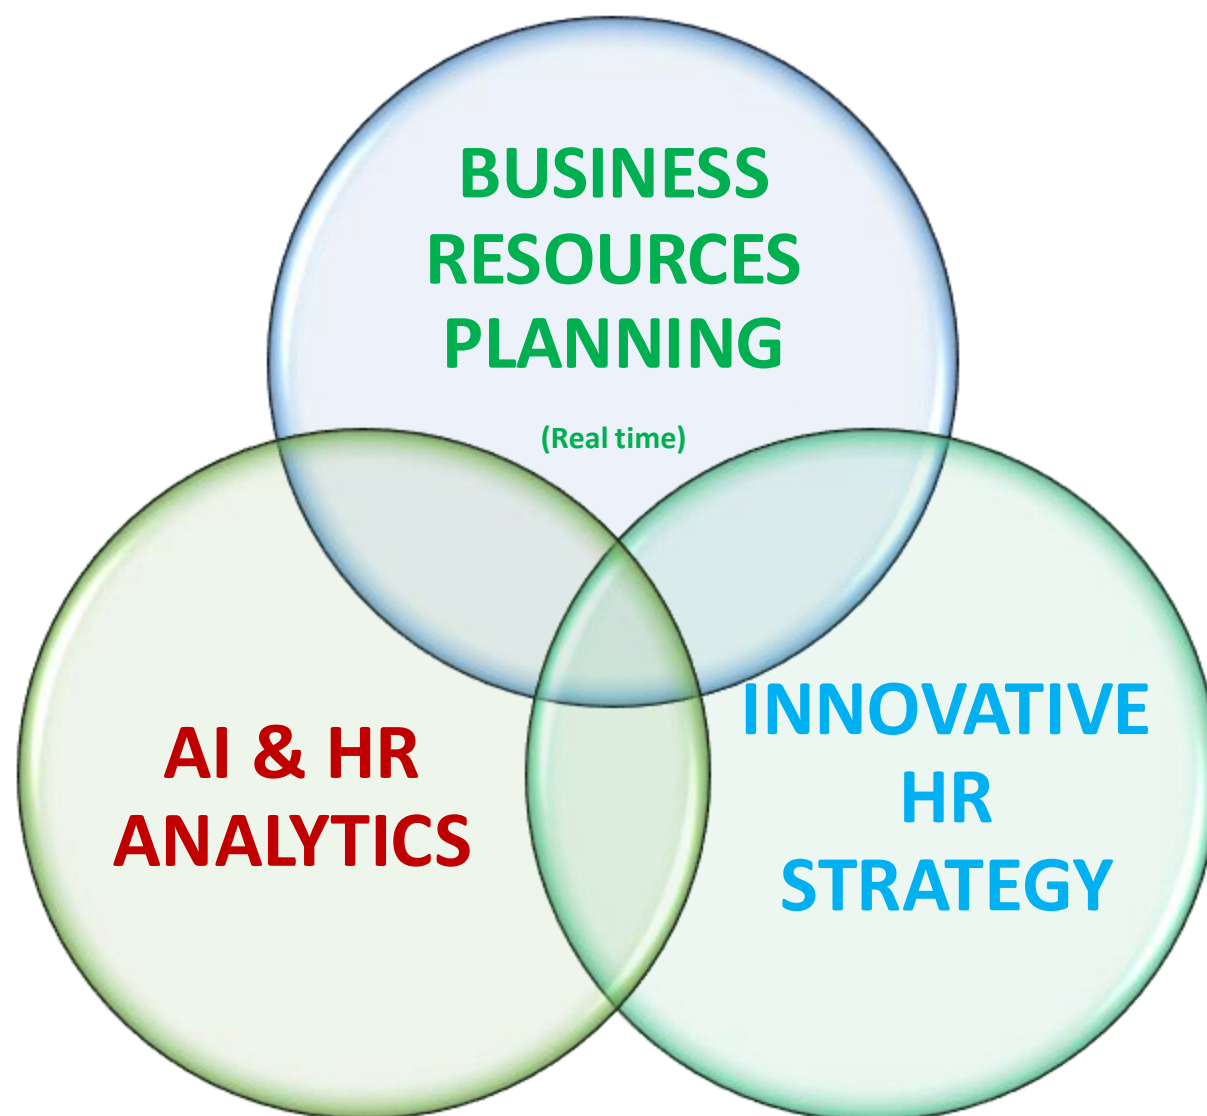 BUSINESS
RESOURCES
PLANNING
(Real time)
AI & HR
ANALYTICS
INNOVATIVE
HR
STRATEGY